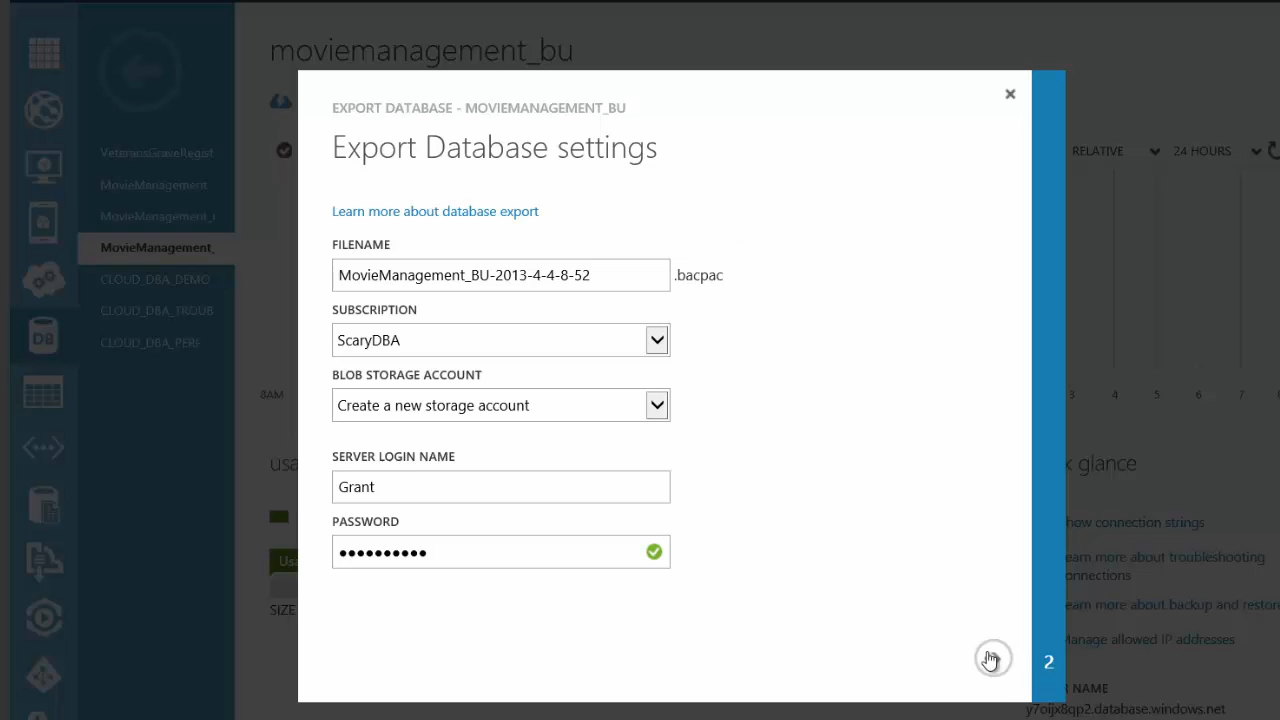 moviemanagement_bu
EXPORT DATABASE - MOVIEMANAGEMENT_BU
Export Database settings
VeteransGraveRegist
MovieManagement
MovieManagement_
MovieManagement_
CLOUD_DBA_DEMO
CLOUD_DBA_TROUB
CLOUD_DBA_PERF
RELATIVE
24 HOURS
Learn more about database export
FILENAME
MovieManagement_BU-2013-4-4-8-52 .bacpac
SUBSCRIPTION
ScaryDBA
BLOB STORAGE ACCOUNT
Create a new storage account
8AM
3 4 5 6 7
SERVER LOGIN NAME
Grant
PASSWORD
••••••••••
usa
k glance
how connection strings
earn more about troubleshooting
onnections
earn more about backup and restor
Manage allowed IP addresses
Usa
SIZE
2
NAME
y7oijx8qp2.database.windows.net
DB